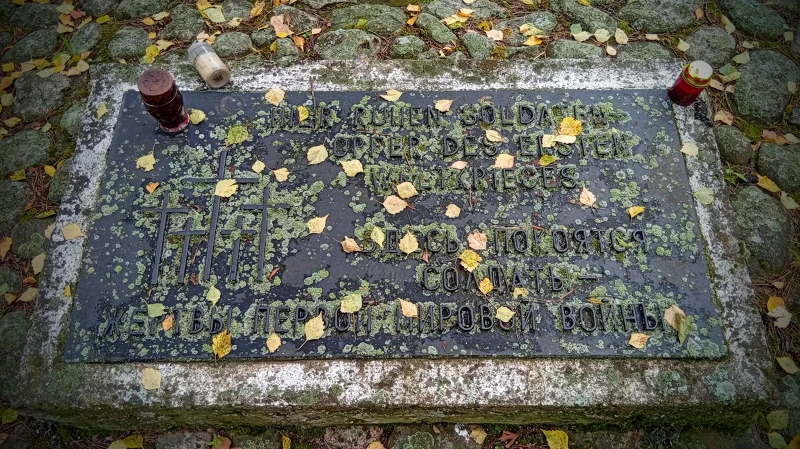 HIER RUHEN SOLDATEN–
OPFER DES ERSTEN
WELTKRIEGES
ЗДЕСЬ ПОКОЯТСЯ
СОЛДАТЫ–
ЖЕРТВЫ ПЕРВОЙ МИРОВОЙ ВОЙНЫ